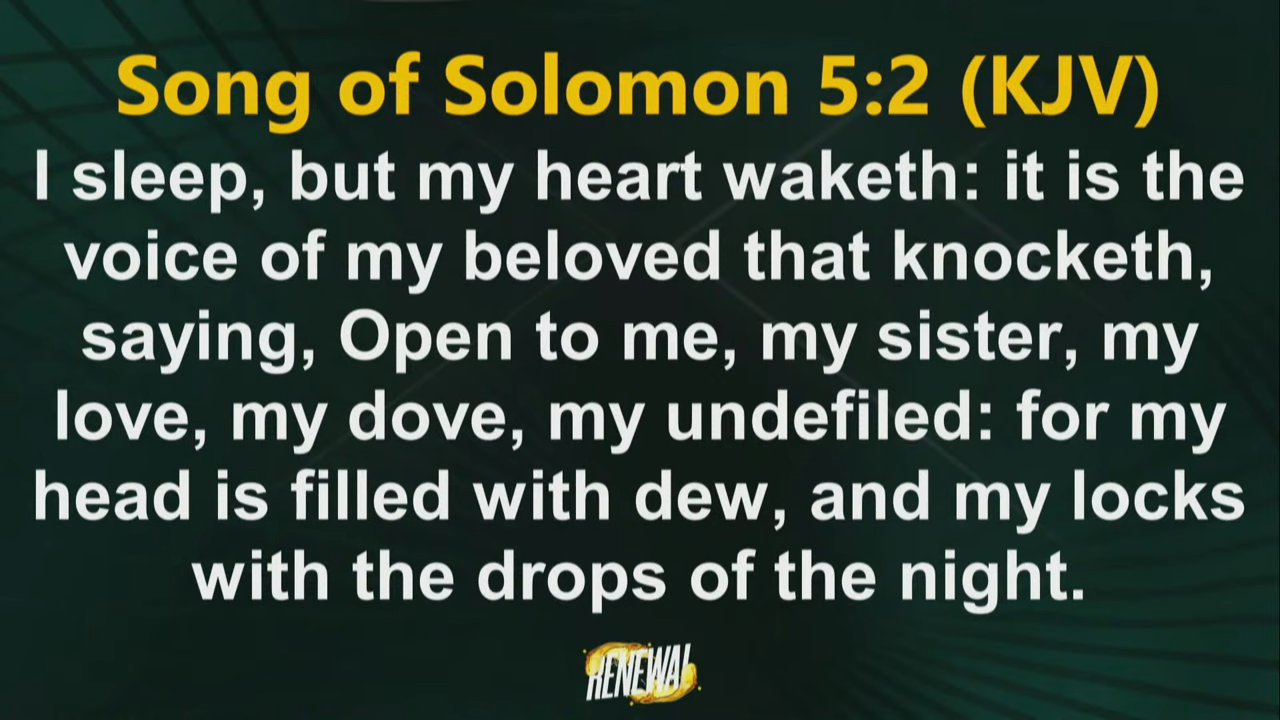 Song of Solomon 5:2 (KJV)
I sleep, but my heart waketh: it is the
voice of my beloved that knocketh,
saying, Open to me, my sister, my
love, my dove, my undefiled: for my
head is filled with dew, and my locks
with the drops of the night.
RENEWAL